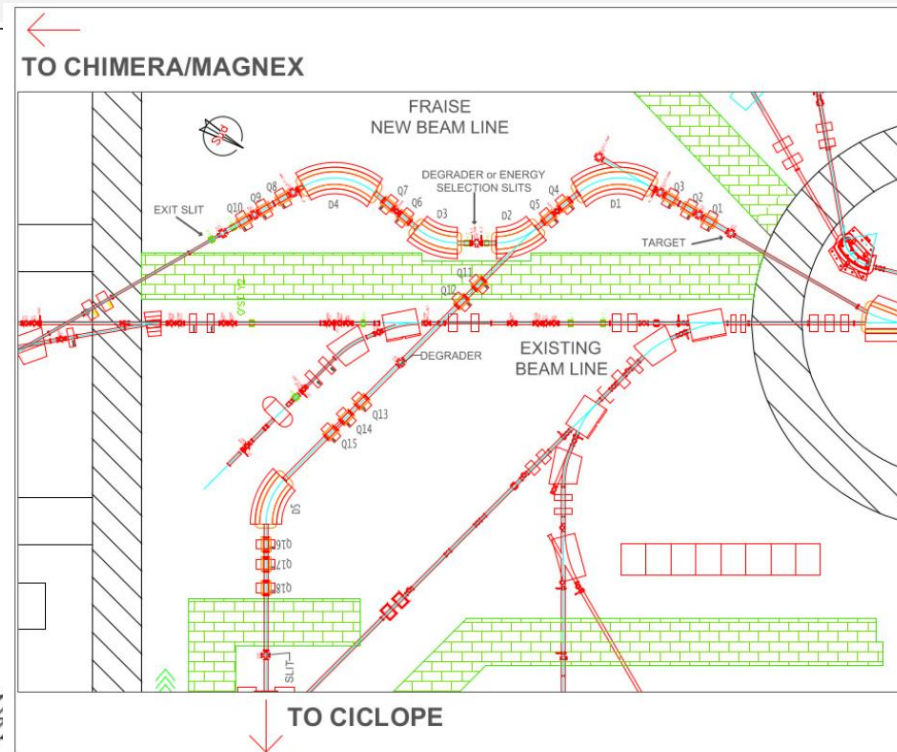 TO CHIMERA/MAGNEX
FRAISE
NEW BEAM LINE
DEGRADER or ENERGY
SELECTION SLITS
EXIT SLIT
Q10
Q9
Q8
D4
Q7
Q6
D3
D2
Q5
Q4
D1
Q3
Q2
Q1
TARGET
Q11
Q12
DEGRADER
EXISTING
BEAM LINE
Q13
Q14
Q15
D5
Q16
Q17
Q18
SLIT
TO CICLOPE